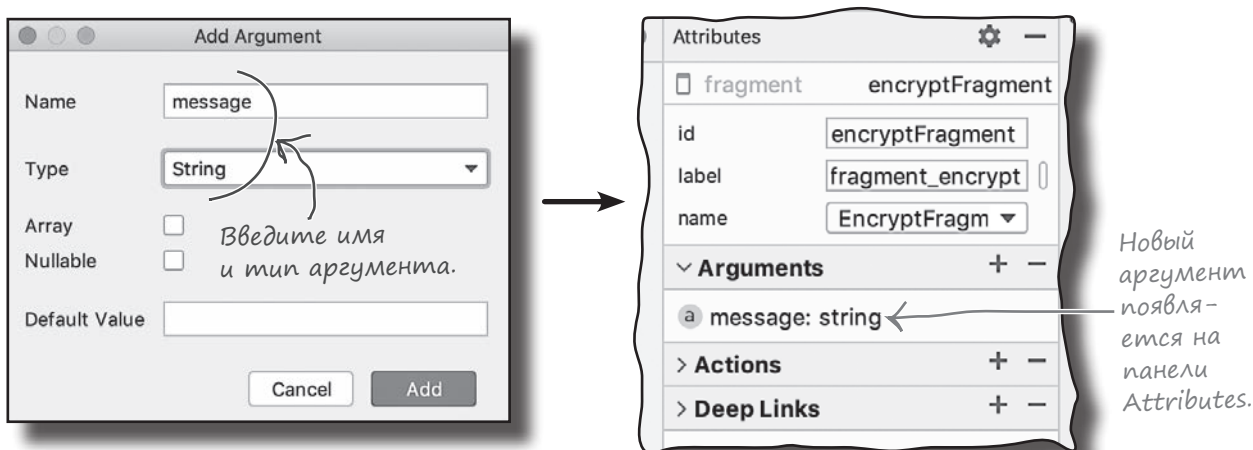 Add Argument
Name
message
Type
String
Array
Nullable
Введите имя
и тип аргумента.
Default Value
Cancel
Add
Attributes
fragment
encryptFragment
id
encryptFragment
label
fragment_encrypt
name
EncryptFragm
Arguments
a message: string
Actions
Deep Links
Новый
аргумент
появля-
ется на
панели
Attributes.